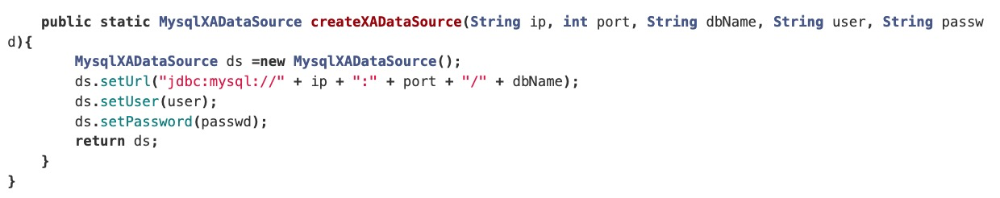 public static MysqlXADataSource createXADataSource(String ip, int port, String dbName, String user, String passw
d){
        MysqlXADataSource ds =new MysqlXADataSource();
        ds.setUrl("jdbc:mysql://" + ip + ":" + port + "/" + dbName);
        ds.setUser(user);
        ds.setPassword(passwd);
        return ds;
    }
}